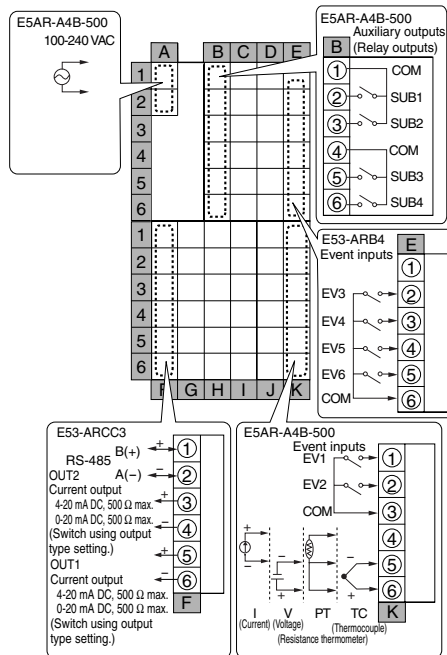 E5AR-A4B-500
100-240 VAC
A B C D E
1
2
3
4
5
6
1
2
3
4
5
6
F G H I J K
E5AR-A4B-500
Auxiliary outputs
(Relay outputs)
B
1 COM
2 SUB1
3 SUB2
4 COM
5 SUB3
6 SUB4
E53-ARB4
Event inputs
E
1
EV3 2
EV4 3
EV5 4
EV6 5
COM 6
E53-ARCC3
RS-485
B(+) + 1
A(-) - 2
OUT2
Current output
4-20 mA DC, 500 Ω max.
0-20 mA DC, 500 Ω max.
(Switch using output
type setting.)
+ 3
- 4
OUT1
Current output
4-20 mA DC, 500 Ω max.
0-20 mA DC, 500 Ω max.
(Switch using output
type setting.)
+ 5
- 6
F
E5AR-A4B-500
Event inputs
EV1 1
EV2 2
COM 3
4
5
6
+ - - 
- + +
I V PT TC
(Current) (Voltage) (Thermocouple)
(Resistance thermometer)
K